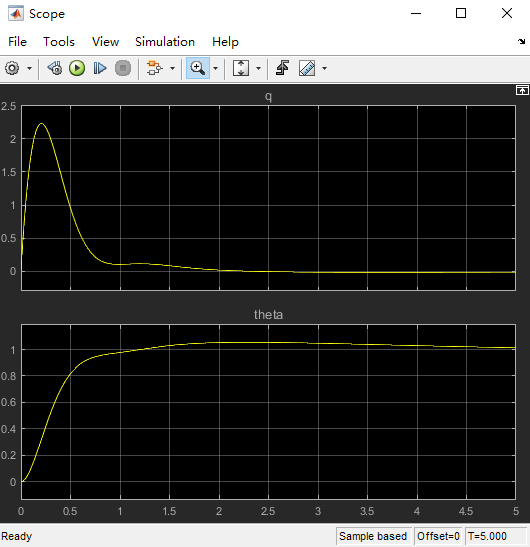 Scope
File Tools View Simulation Help
q
2.5
2
1.5
1
0.5
0
theta
1
0.8
0.6
0.4
0.2
0
0 0.5 1 1.5 2 2.5 3 3.5 4 4.5 5
Ready Sample based Offset=0 T=5.000